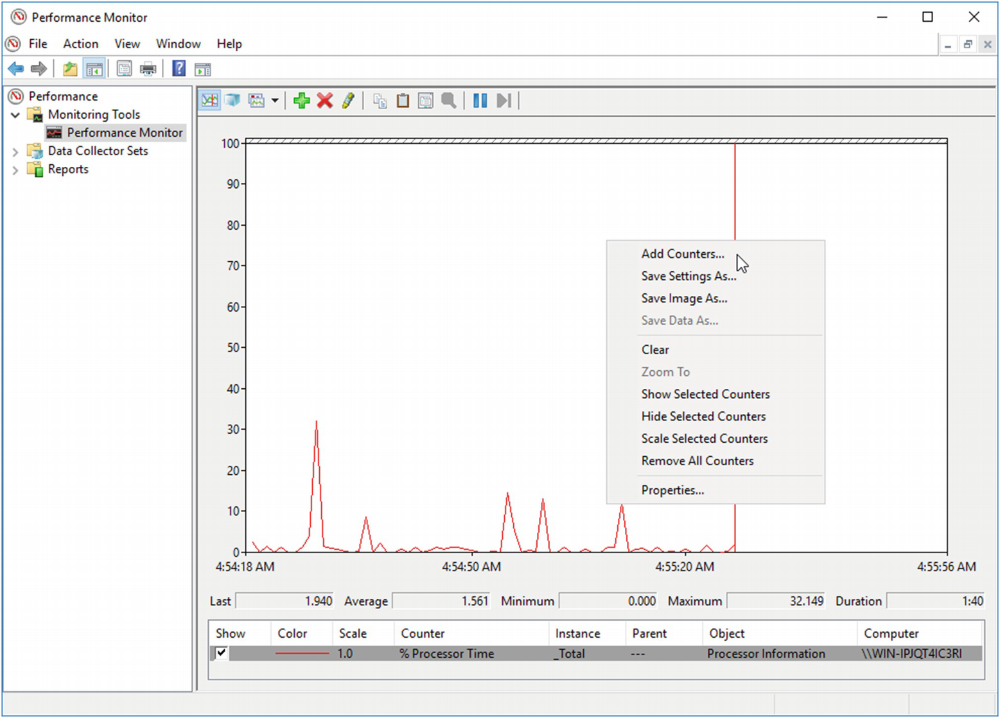 Performance Monitor
File Action View Window Help
Performance
Monitoring Tools
Performance Monitor
Data Collector Sets
Reports
100
90
80
70
60
50
40
30
20
10
0
4:54:18 AM 4:54:50 AM 4:55:20 AM 4:55:56 AM
Add Counters...
Save Settings As...
Save Image As...
Save Data As...
Clear
Zoom To
Show Selected Counters
Hide Selected Counters
Scale Selected Counters
Remove All Counters
Properties...
Last 1.940 Average 1.561 Minimum 0.000 Maximum 32.149 Duration 1:40
Show Color Scale Counter Instance Parent Object Computer
1.0 % Processor Time _Total --- Processor Information \\WIN-IPJQT4IC3RI